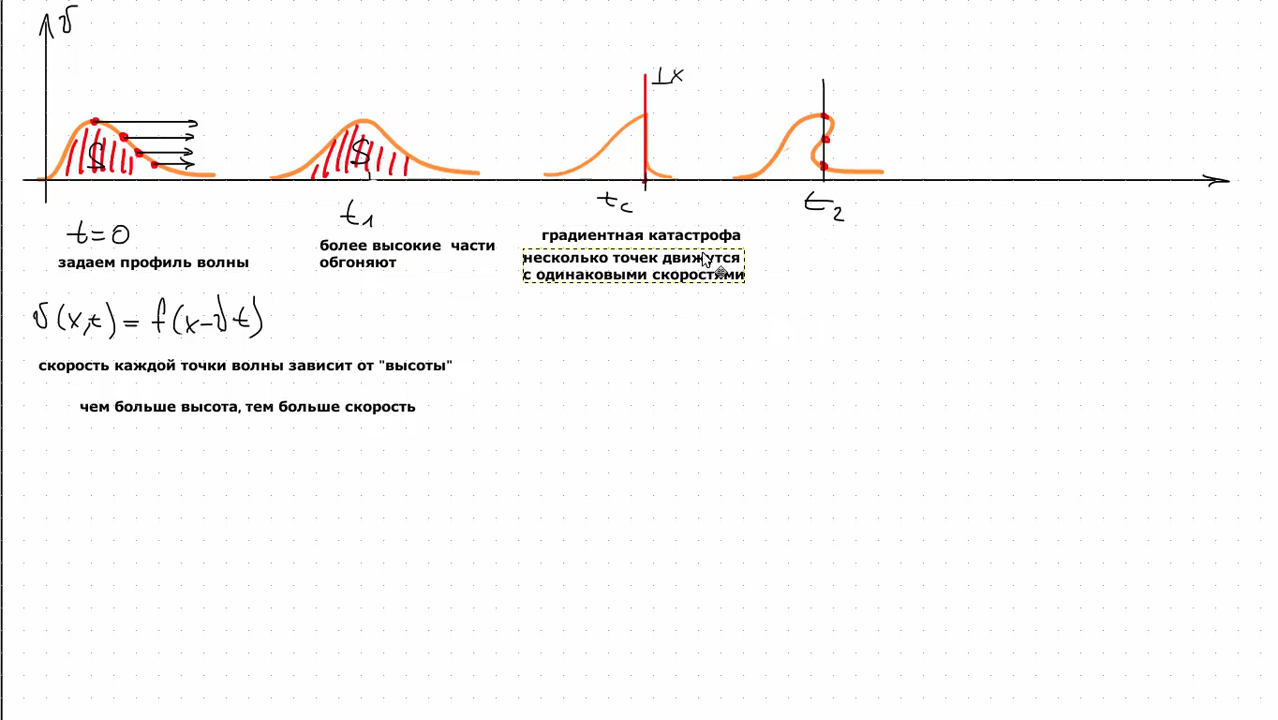 v
⊥x
S
S
t=0
t₁
t_c
t₂
задаем профиль волны
более высокие части
обгоняют
градиентная катастрофа
несколько точек движутся
с одинаковыми скоростями
v(x,t) = f(x-vt)
скорость каждой точки волны зависит от "высоты"
чем больше высота, тем больше скорость